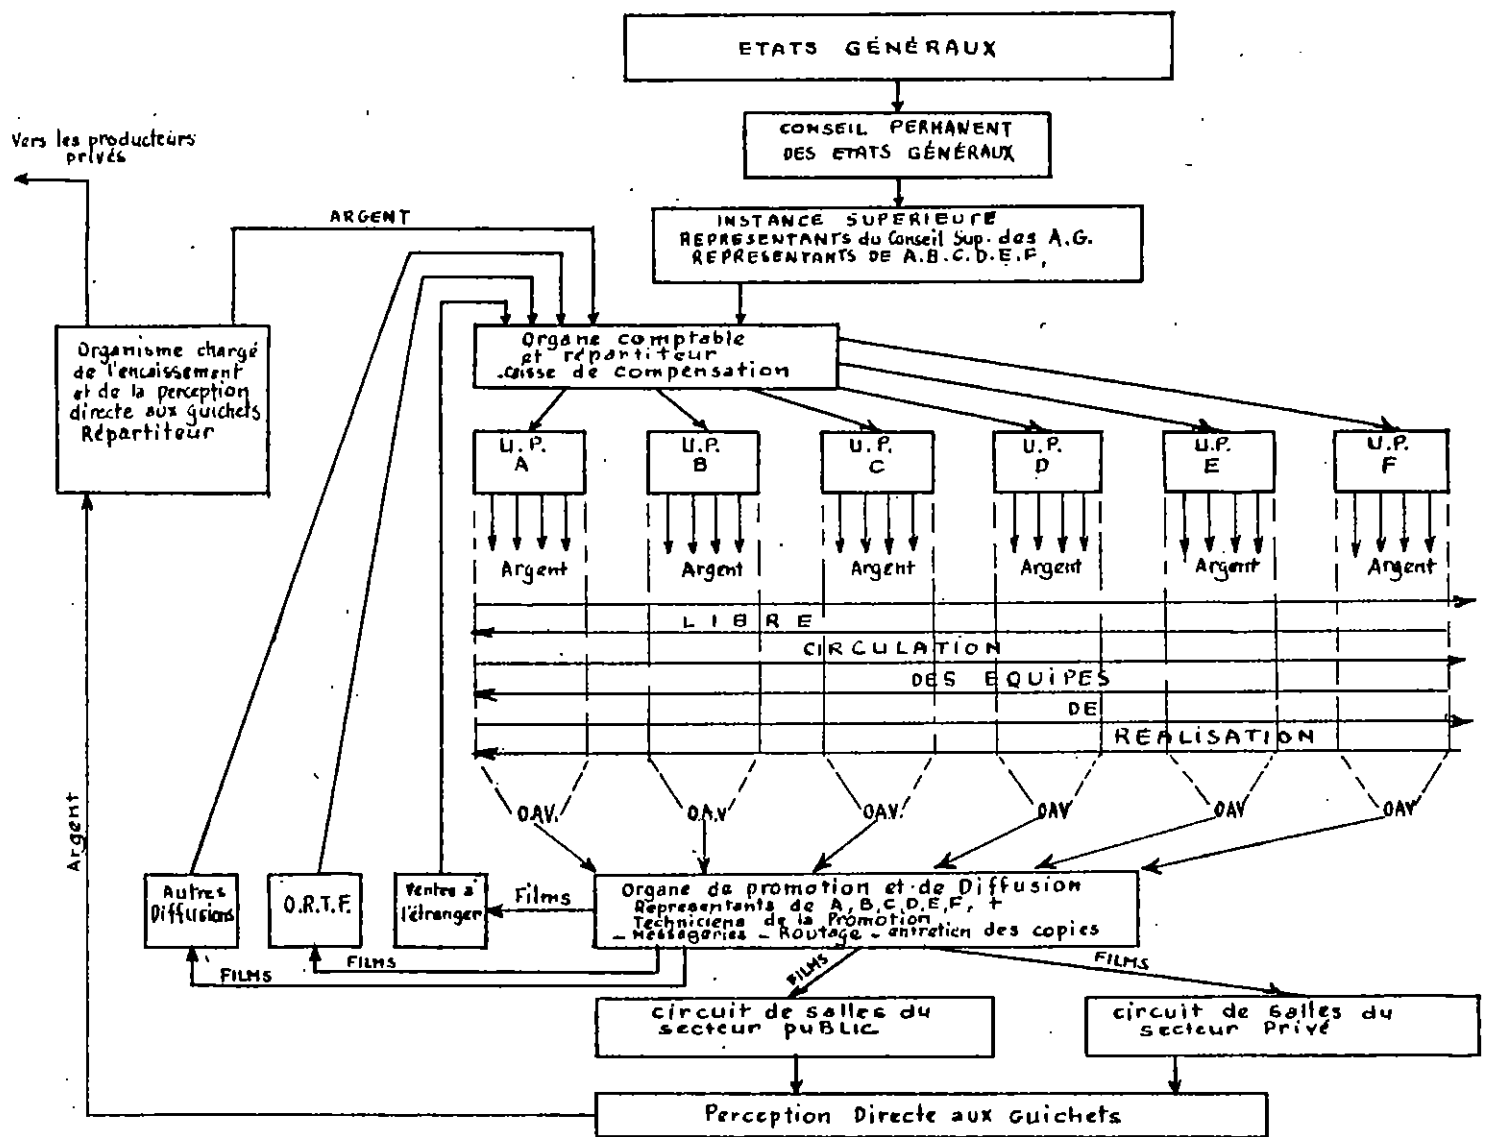 ETATS GÉNÉRAUX
CONSEIL PERMANENT
DES ETATS GÉNÉRAUX
Vers les producteurs
privés
ARGENT
INSTANCE SUPERIEURE
REPRESENTANTS du Conseil Sup. des A.G.
REPRESENTANTS DE A.B.C.D.E.F,
Organisme chargé
de l'encaissement
et de la perception
directe aux guichets
Répartiteur
Organe comptable
et répartiteur
caisse de compensation
U.P.
A
U.P.
B
U.P.
C
U.P.
D
U.P.
E
U.P.
F
Argent
Argent
Argent
Argent
Argent
Argent
LIBRE
CIRCULATION
DES EQUIPES
DE
REALISATION
Argent
OAV.
O.A.V
OAV.
OAV
OAV
OAV
Autres
Diffusions
O.R.T.F.
Ventes à
l'étranger
Films
Organe de promotion et de Diffusion
Représentants de A, B, C, D, E, F, +
Techniciens de la Promotion
_ Messageries _ Routage _ entretien des copies
FILMS
FILMS
FILMS
FILMS
circuit de salles du
secteur puBLIC
circuit de salles du
secteur Privé
Perception Directe aux Guichets